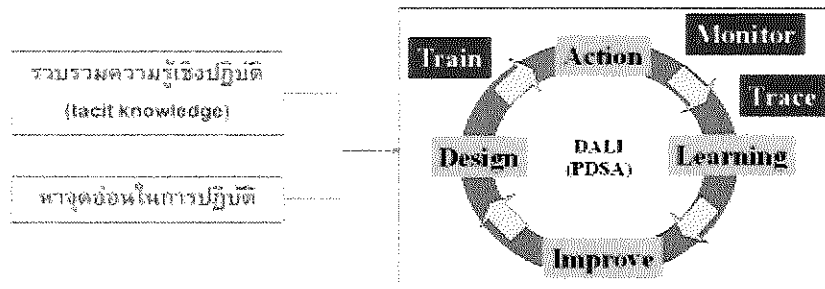 รวบรวมความรู้เชิงปฏิบัติ
(tacit knowledge)
หาจุดอ่อนในการปฏิบัติ
Train
Action
Monitor
Trace
Design
DALI
(PDSA)
Learning
Improve